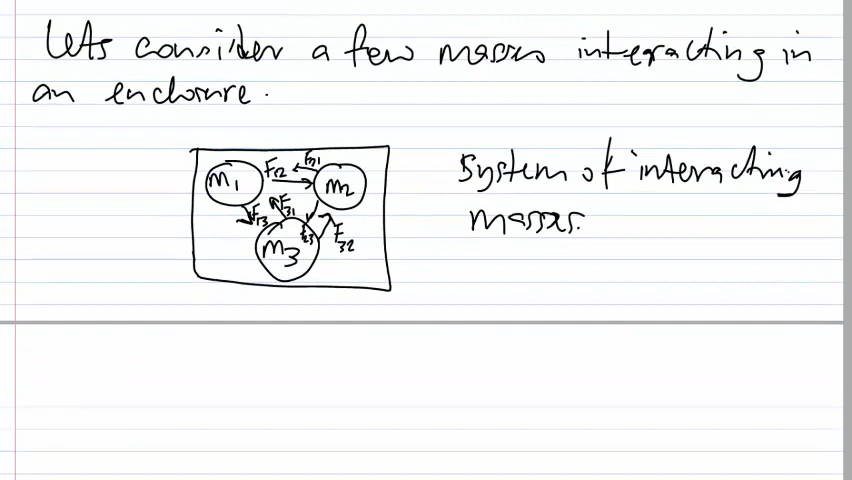 Lets consider a few masses interacting in
an enclosure.
F12 F21
m1 m2
F13 F31
F23 F32
m3
System of interacting
masses.